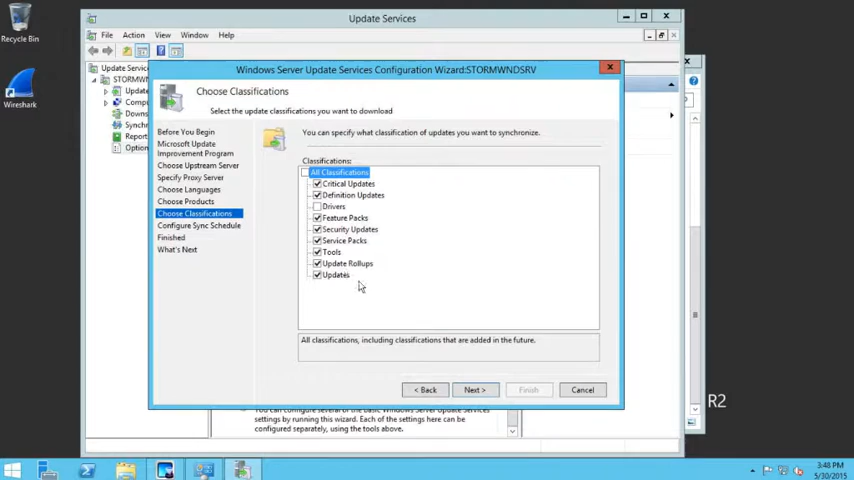 Recycle Bin
Wireshark
Update Services
File Action View Window Help
Update Servic
STORMWN
Update
Compu
Downs
Synchr
Report
Option
Windows Server Update Services Configuration Wizard:STORMWNDSRV
Choose Classifications
Select the update classifications you want to download
Before You Begin
Microsoft Update
Improvement Program
Choose Upstream Server
Specify Proxy Server
Choose Languages
Choose Products
Choose Classifications
Configure Sync Schedule
Finished
What's Next
You can specify what classification of updates you want to synchronize.
Classifications:
All Classifications
Critical Updates
Definition Updates
Drivers
Feature Packs
Security Updates
Service Packs
Tools
Update Rollups
Updates
All classifications, including classifications that are added in the future.
< Back
Next >
Finish
Cancel
You can configure several of the basic Windows Server Update Services
settings by running this wizard. Each of the settings here can be
configured separately, using the tools above.
R2
3:48 PM
5/30/2015